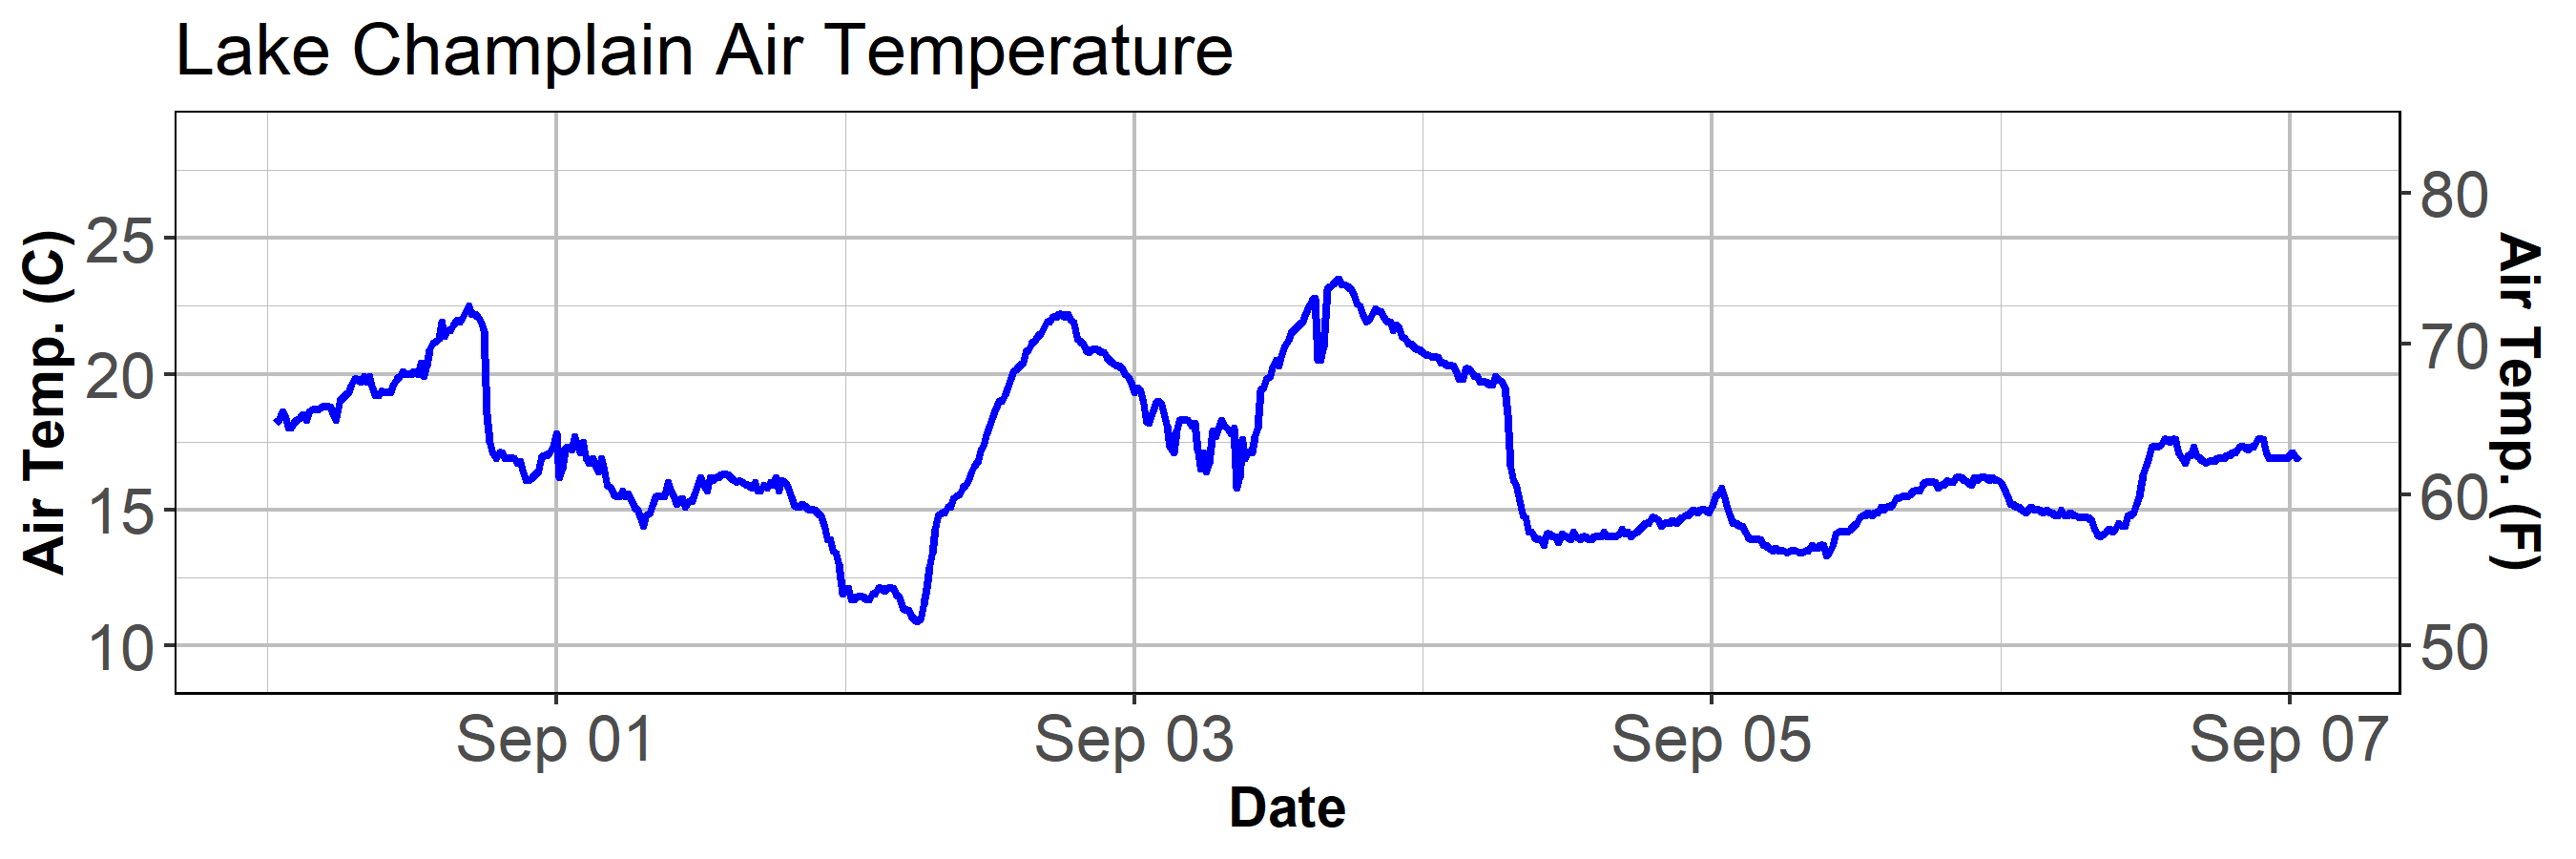 Lake Champlain Air Temperature
Air Temp. (C)
25
20
15
10
80
70
60
50
Air Temp. (F)
Sep 01
Sep 03
Sep 05
Sep 07
Date